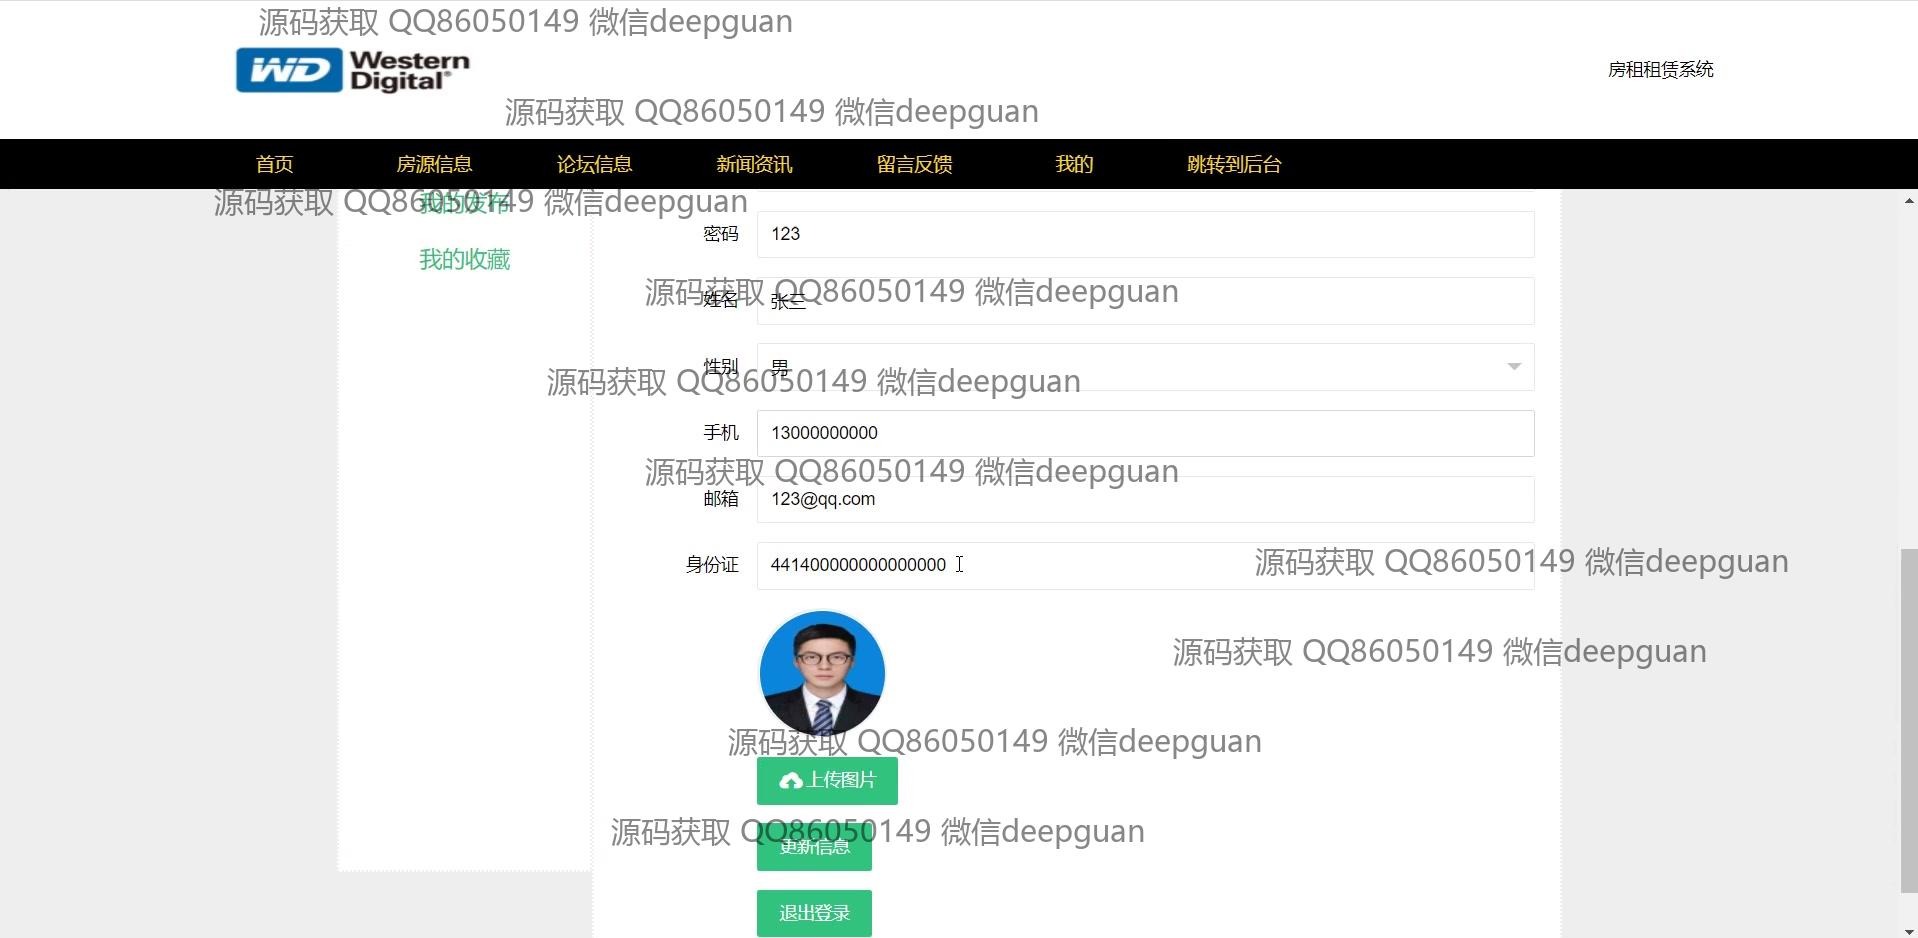 源码获取 QQ86050149 微信deepguan
WD Western Digital®
房租租赁系统
源码获取 QQ86050149 微信deepguan
首页 房源信息 论坛信息 新闻资讯 留言反馈 我的 跳转到后台
源码获取 QQ86050149 微信deepguan
我的发布
密码 123
我的收藏
源码获取 QQ86050149 微信deepguan
姓名 张三
性别 男
源码获取 QQ86050149 微信deepguan
手机 13000000000
源码获取 QQ86050149 微信deepguan
邮箱 123@qq.com
身份证 441400000000000000
源码获取 QQ86050149 微信deepguan
源码获取 QQ86050149 微信deepguan
源码获取 QQ86050149 微信deepguan
上传图片
源码获取 QQ86050149 微信deepguan
更新信息
退出登录